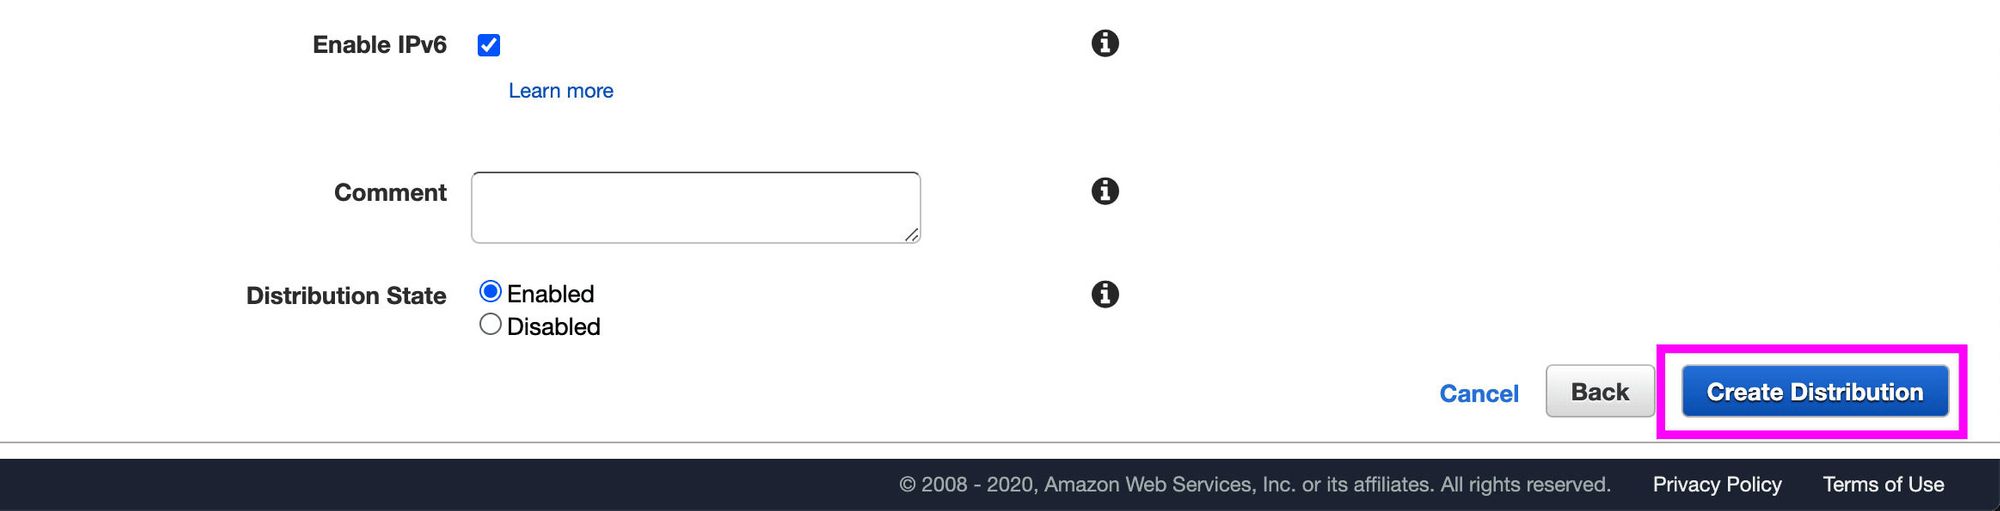 Enable IPv6
Learn more
Comment
Distribution State
Enabled
Disabled
Cancel
Back
Create Distribution
© 2008 - 2020, Amazon Web Services, Inc. or its affiliates. All rights reserved.
Privacy Policy
Terms of Use